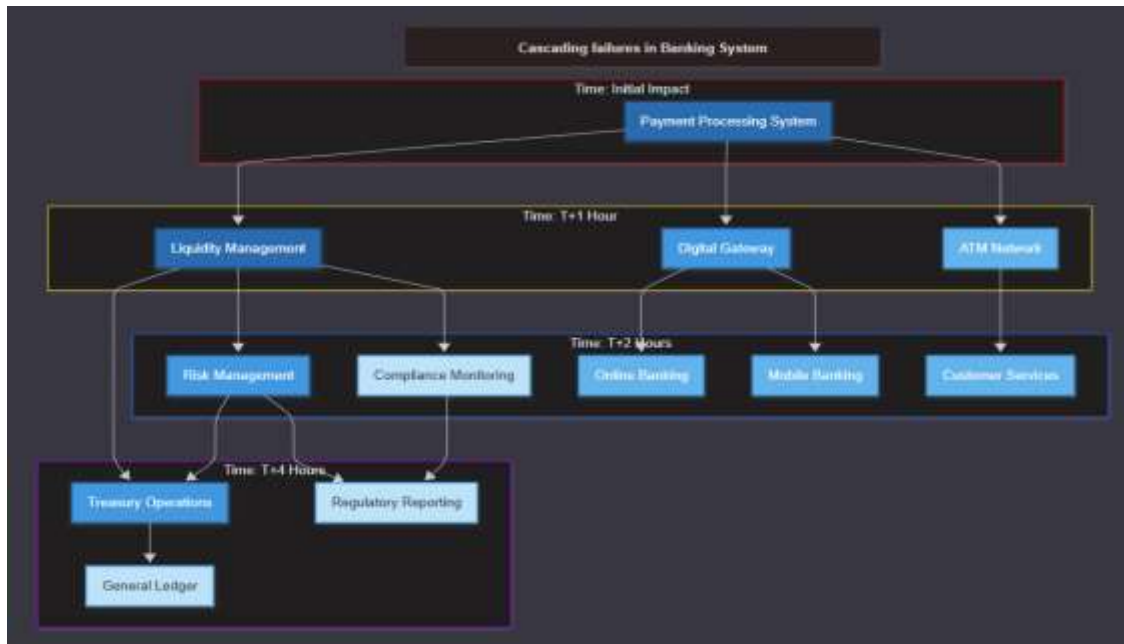 Cascading failures in Banking System
Time: Initial Impact
Payment Processing System
Time: T+1 Hour
Liquidity Management
Digital Gateway
ATM Network
Time: T+2 Hours
Risk Management
Compliance Monitoring
Online Banking
Mobile Banking
Customer Services
Time: T+4 Hours
Treasury Operations
Regulatory Reporting
General Ledger